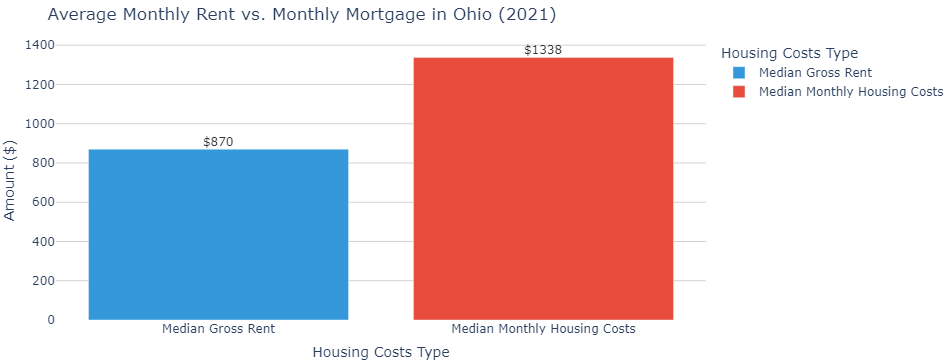 Average Monthly Rent vs. Monthly Mortgage in Ohio (2021)
Amount ($)
1400
1200
1000
800
600
400
200
0
$870
$1338
Median Gross Rent
Median Monthly Housing Costs
Housing Costs Type
Housing Costs Type
Median Gross Rent
Median Monthly Housing Costs